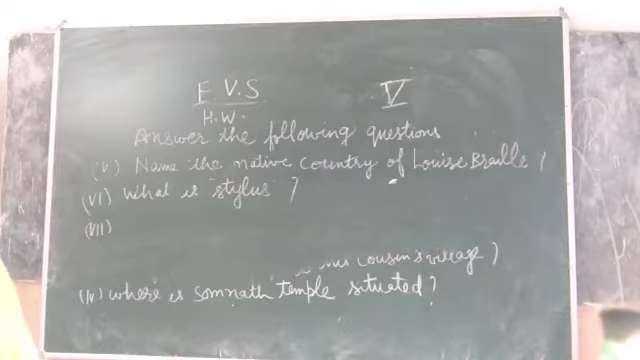 E V.S V
H.W.
Answer the following questions
(V) Name the native country of Louise Braille /
(VI) What is stylus ?
(VII)
cousin's village ?
(IV) where is Somnath temple situated ?